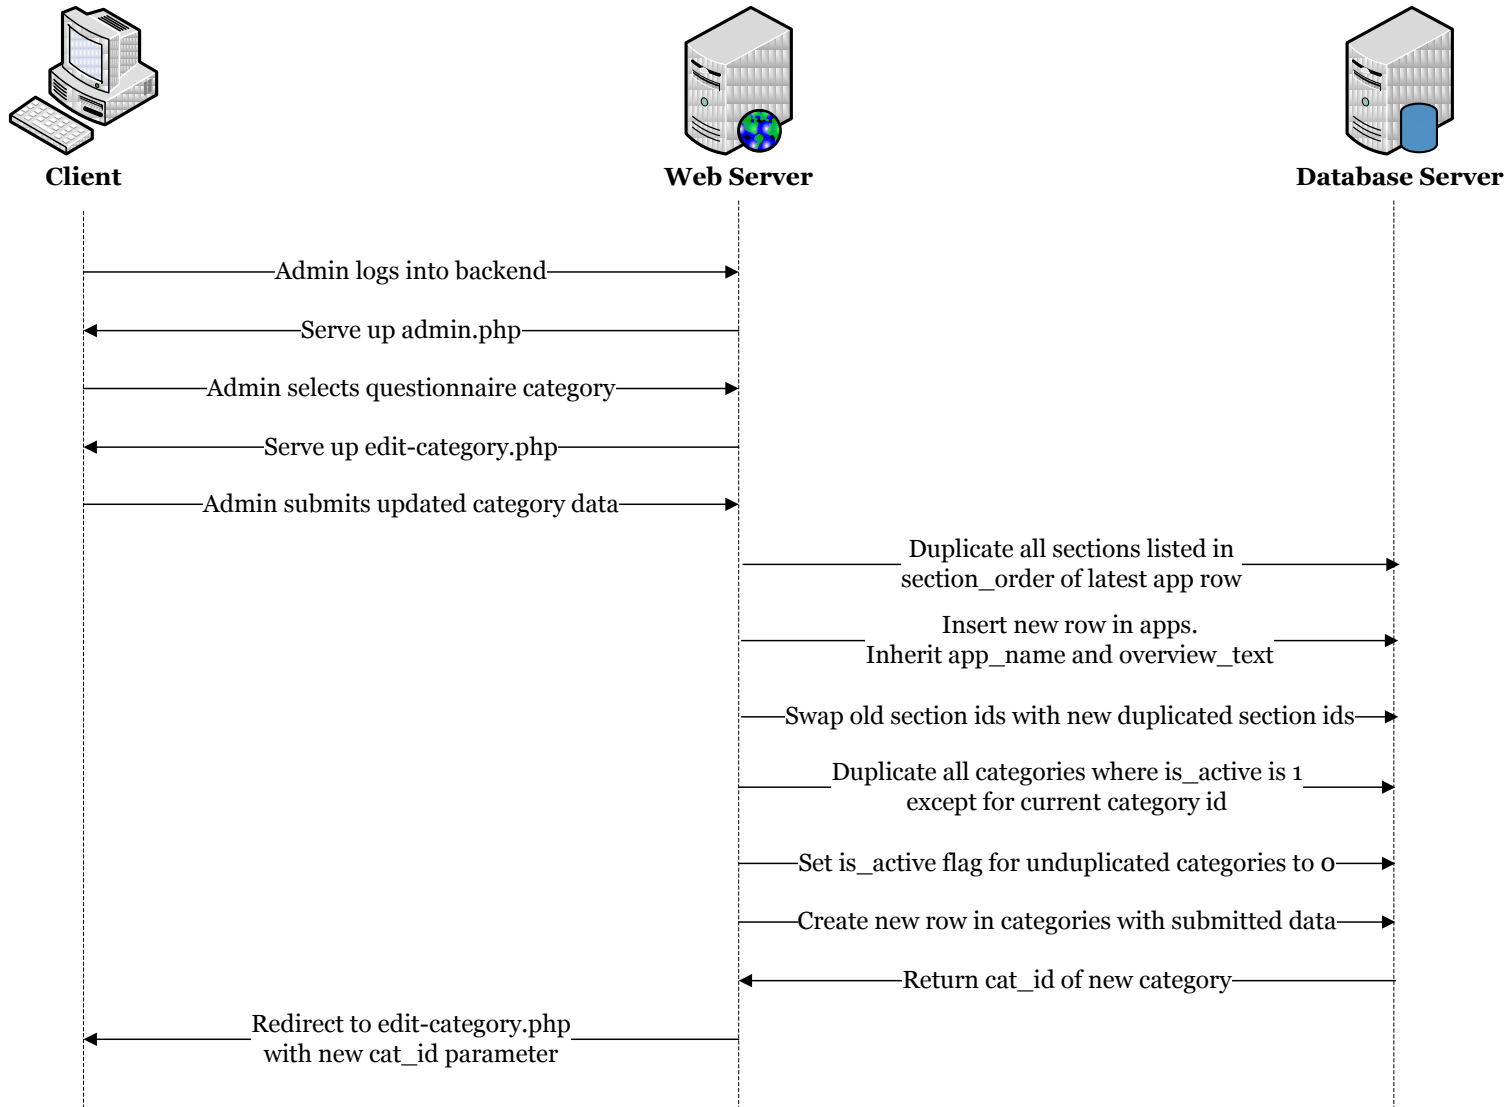 Client
Web Server
Database Server
Admin logs into backend
Serve up admin.php
Admin selects questionnaire category
Serve up edit-category.php
Admin submits updated category data
Duplicate all sections listed in
section_order of latest app row
Insert new row in apps.
Inherit app_name and overview_text
Swap old section ids with new duplicated section ids
Duplicate all categories where is_active is 1
except for current category id
Set is_active flag for unduplicated categories to 0
Create new row in categories with submitted data
Return cat_id of new category
Redirect to edit-category.php
with new cat_id parameter